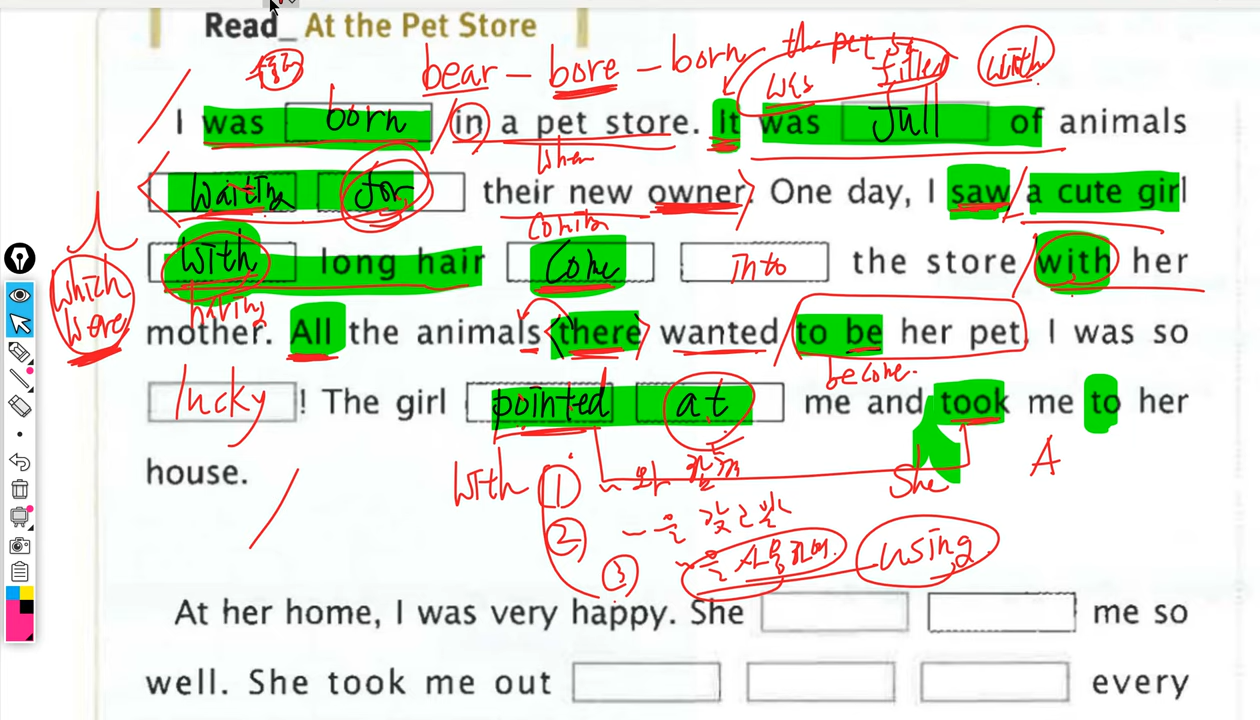 Read_ At the Pet Store
bear – bore – born the pet
was filled with
I was born in a pet store. It was full of animals
when
waiting for their new owner. One day, I saw a cute girl
coming
with long hair come into the store with her
which were
having
mother. All the animals there wanted to be her pet. I was so
become.
lucky! The girl pointed at me and took me to her
house.
with ① ~와 함께 She A
② ~을 갖고 있는
③ ~을 사용하여 using
At her home, I was very happy. She me so
well. She took me out every